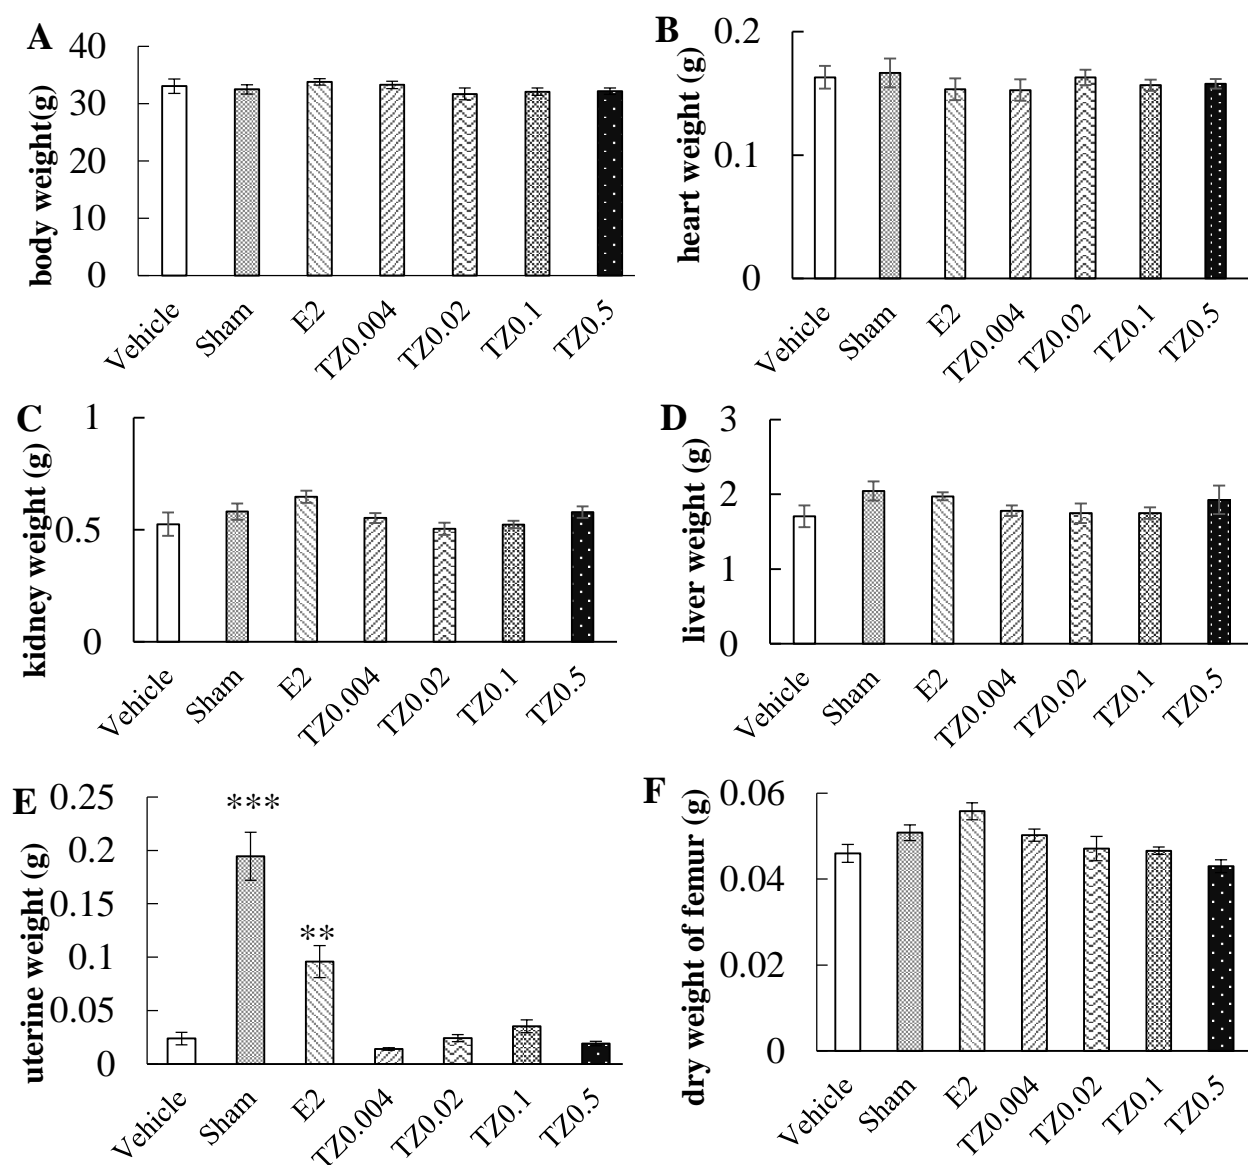 A
body weight(g)
40
30
20
10
0
Vehicle
Sham
E2
TZ0.004
TZ0.02
TZ0.1
TZ0.5
B
heart weight (g)
0.2
0.1
0
Vehicle
Sham
E2
TZ0.004
TZ0.02
TZ0.1
TZ0.5
C
kidney weight (g)
1
0.5
0
Vehicle
Sham
E2
TZ0.004
TZ0.02
TZ0.1
TZ0.5
D
liver weight (g)
3
2
1
0
Vehicle
Sham
E2
TZ0.004
TZ0.02
TZ0.1
TZ0.5
E
uterine weight (g)
0.25
0.2
0.15
0.1
0.05
0
***
**
Vehicle
Sham
E2
TZ0.004
TZ0.02
TZ0.1
TZ0.5
F
dry weight of femur (g)
0.06
0.04
0.02
0
Vehicle
Sham
E2
TZ0.004
TZ0.02
TZ0.1
TZ0.5